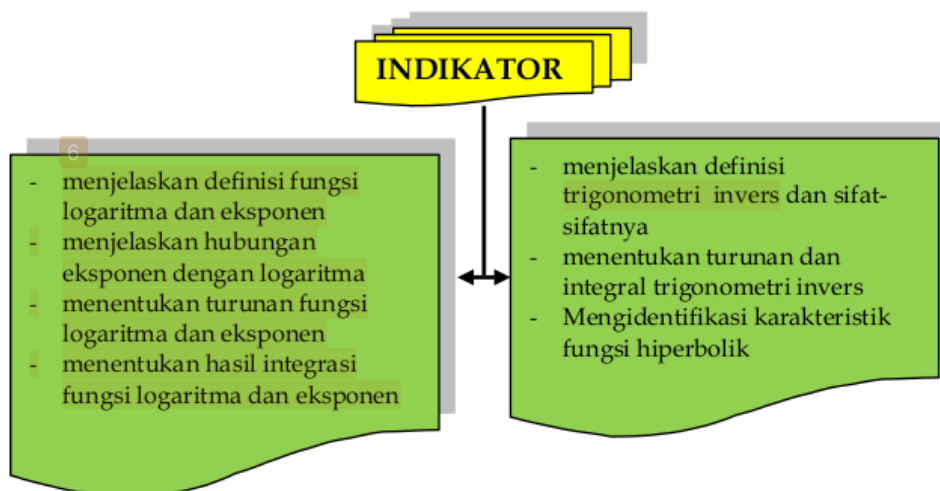 INDIKATOR
6
- menjelaskan definisi fungsi
logaritma dan eksponen
- menjelaskan hubungan
eksponen dengan logaritma
- menentukan turunan fungsi
logaritma dan eksponen
- menentukan hasil integrasi
fungsi logaritma dan eksponen
- menjelaskan definisi
trigonometri invers dan sifat-
sifatnya
- menentukan turunan dan
integral trigonometri invers
- Mengidentifikasi karakteristik
fungsi hiperbolik